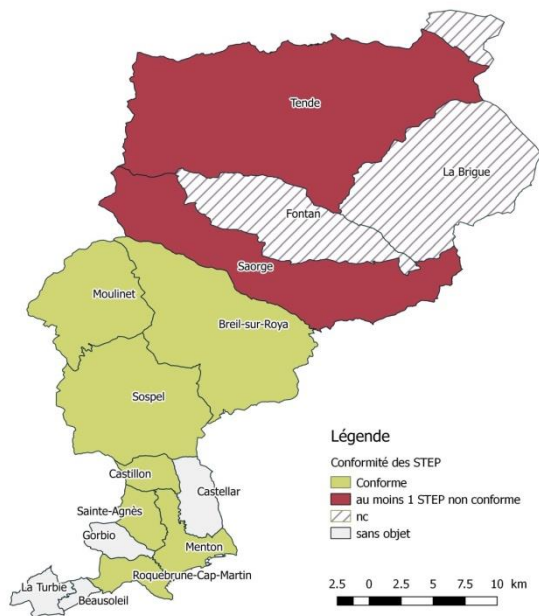 Tende
La Brigue
Fontan
Saorge
Moulinet
Breil-sur-Roya
Sospel
Castillon
Castellar
Sainte-Agnès
Gorbio
Menton
Roquebrune-Cap-Martin
La Turbie
Beausoleil
Légende
Conformité des STEP
Conforme
au moins 1 STEP non conforme
nc
sans objet
2.5 0 2.5 5 7.5 10 km